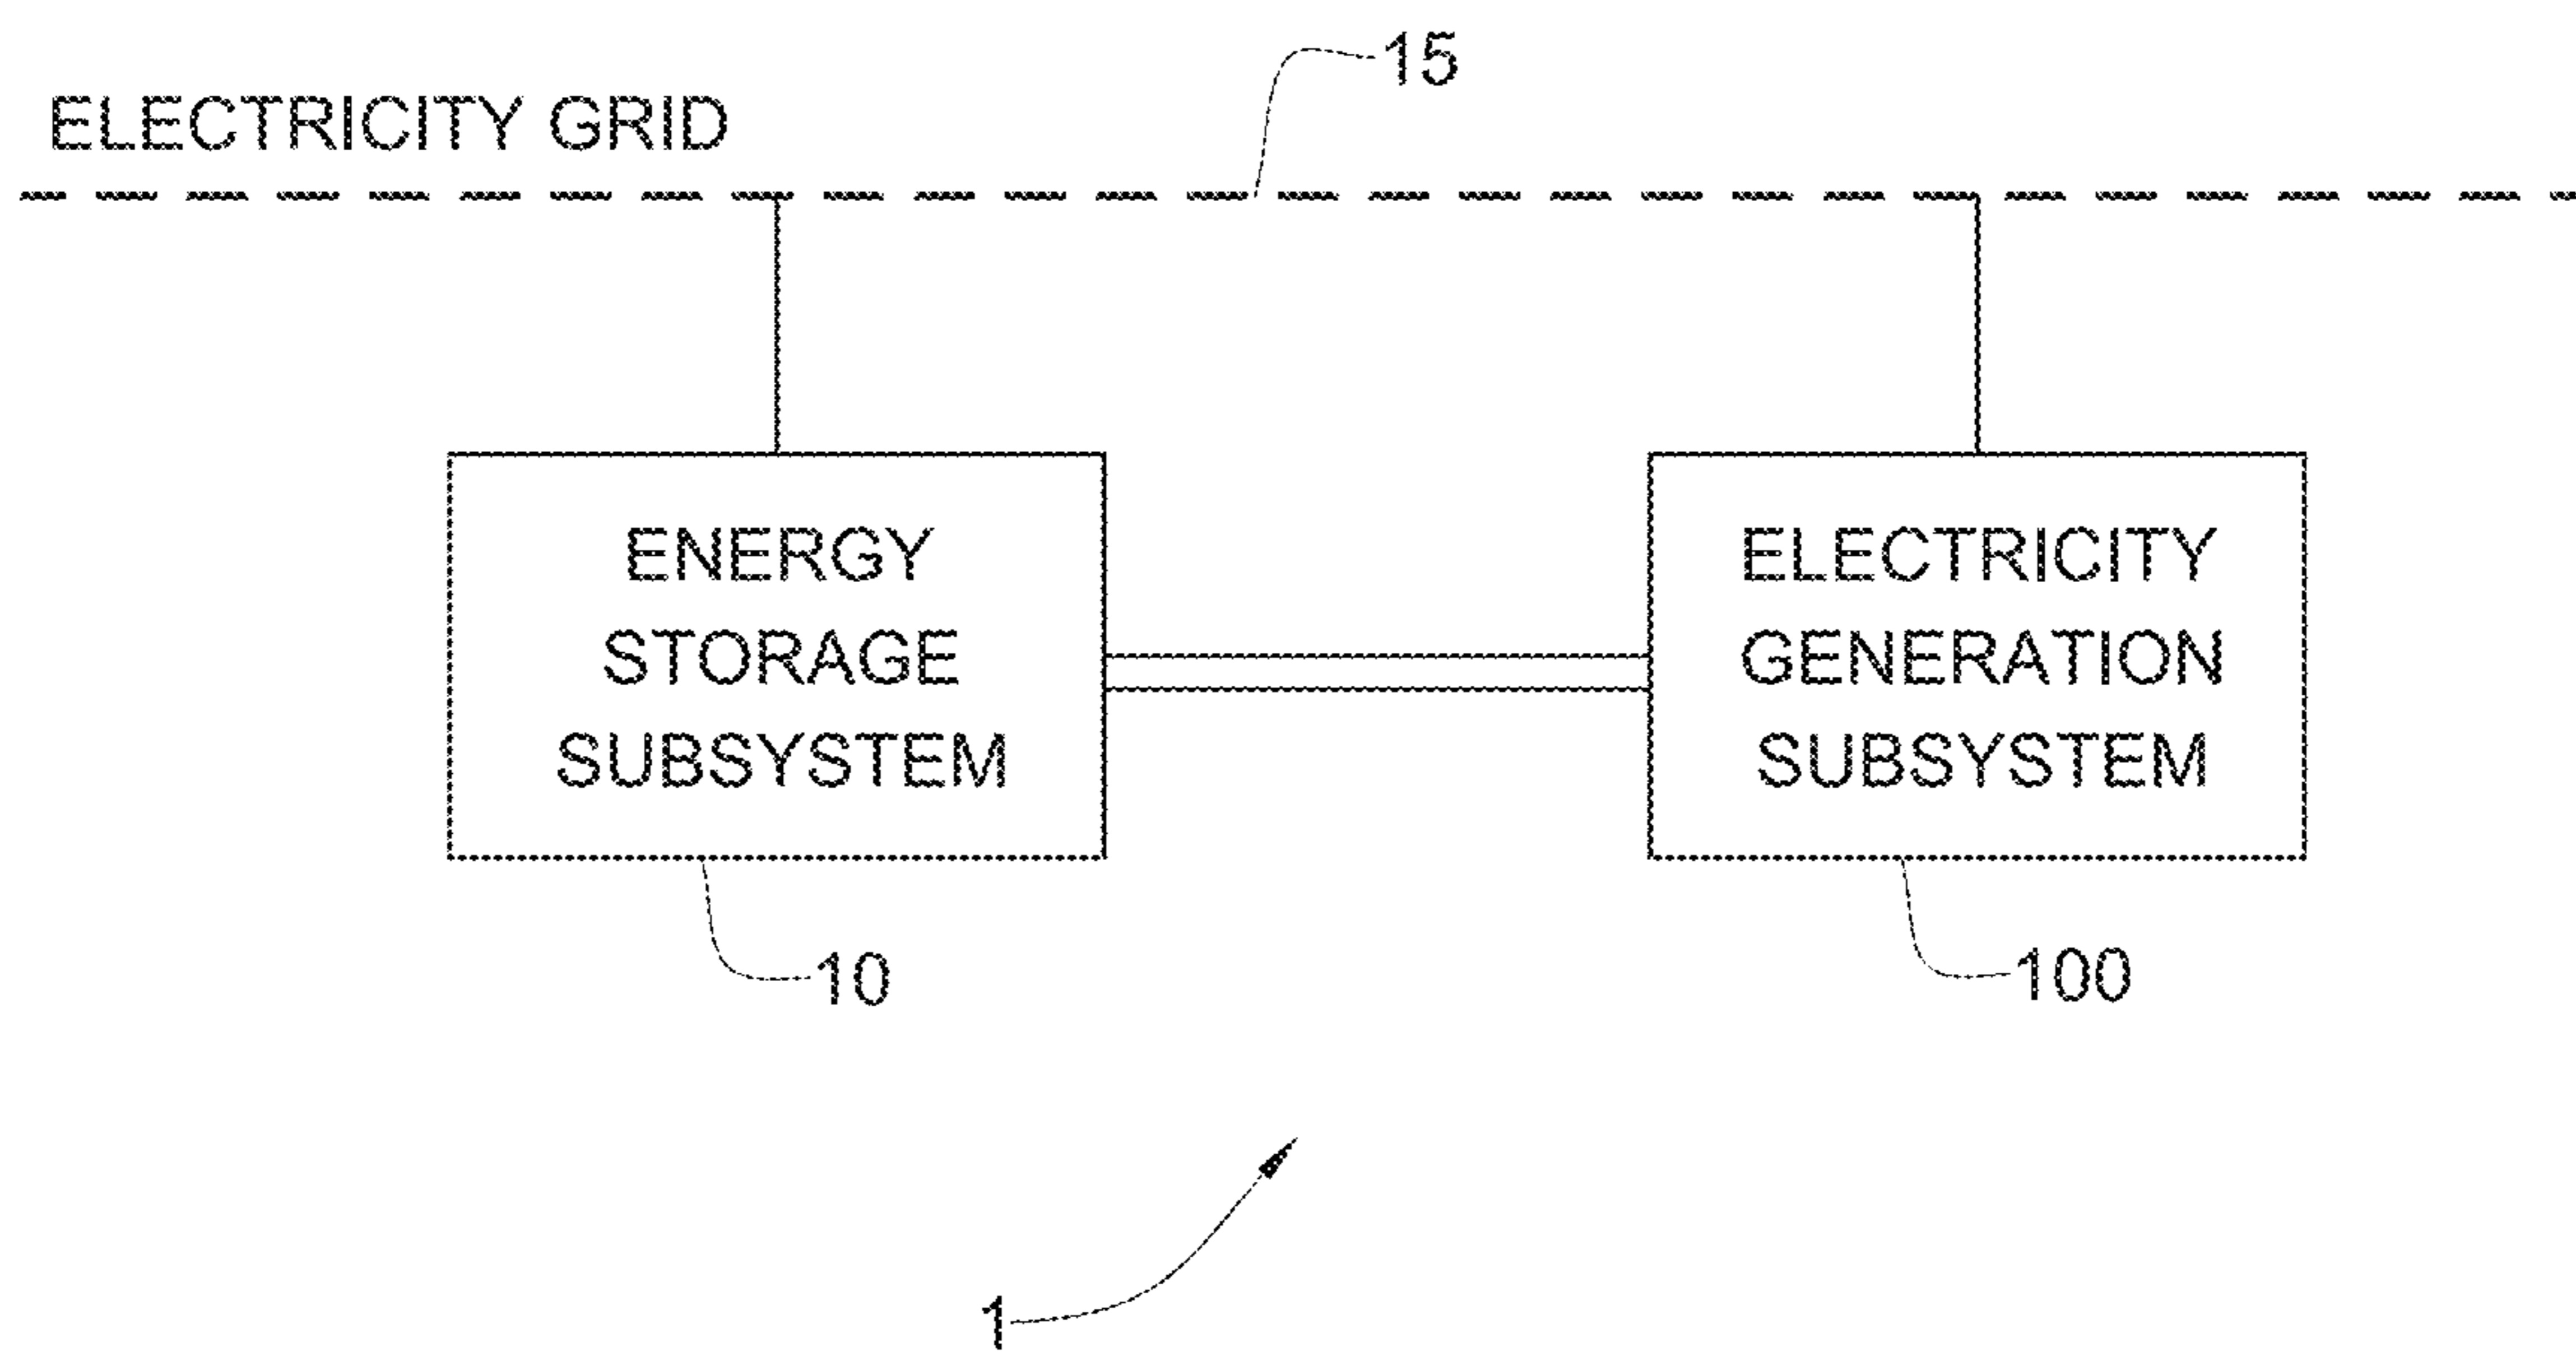 15
ELECTRICITY GRID
ENERGY
STORAGE
SUBSYSTEM
ELECTRICITY
GENERATION
SUBSYSTEM
10
100
1